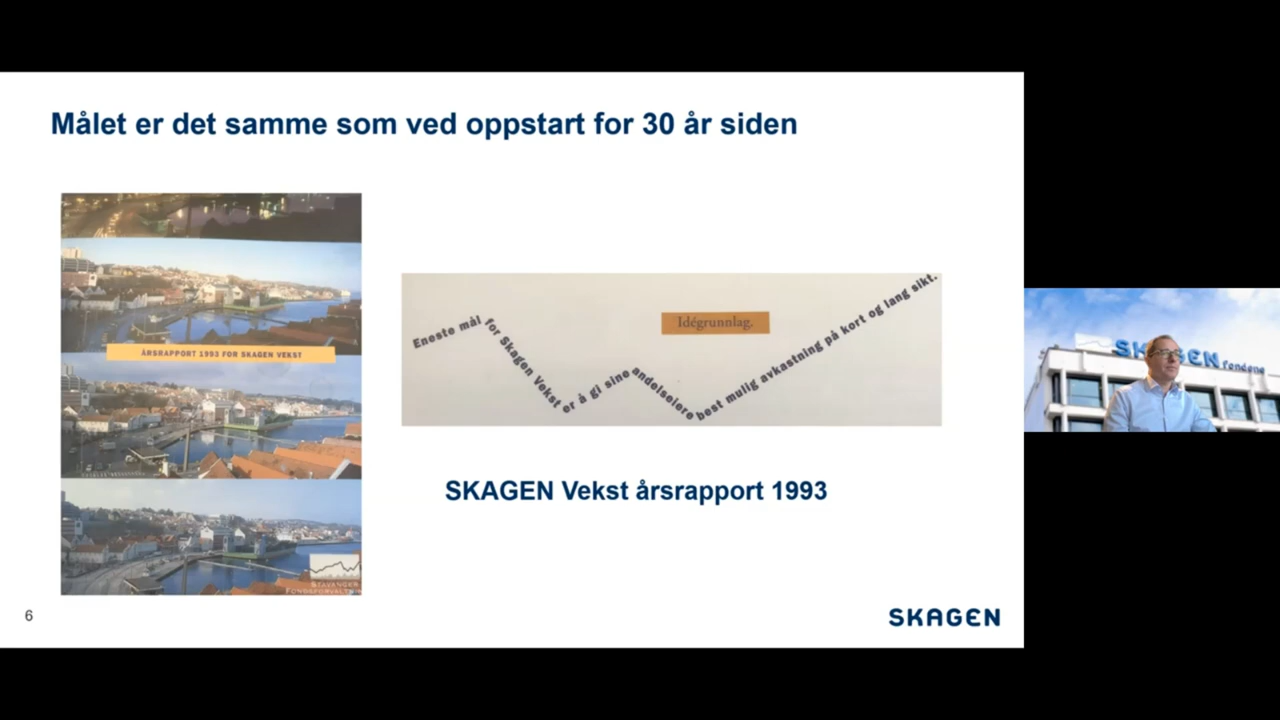 Målet er det samme som ved oppstart for 30 år siden
ÅRSRAPPORT 1993 FOR SKAGEN VEKST
STAVANGER
FONDSFORVALTNING
Idégrunnlag.
Eneste mål for Skagen Vekst er å gi sine andelseiere best mulig avkastning på kort og lang sikt.
SKAGEN Vekst årsrapport 1993
6
SKAGEN
SKAGEN fondene